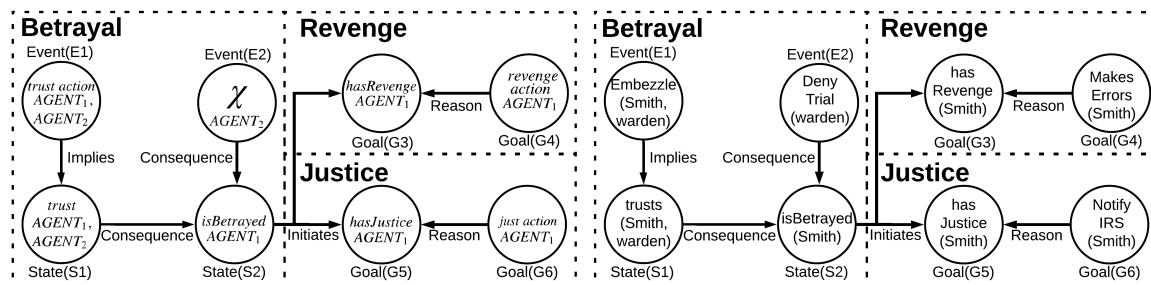 Betrayal
Event(E1)
trust action
AGENT1,
AGENT2
Event(E2)
χ
AGENT2
Implies
Consequence
trust
AGENT1,
AGENT2
State(S1)
Consequence
isBetrayed
AGENT1
State(S2)
Revenge
hasRevenge
AGENT1
Goal(G3)
Reason
revenge
action
AGENT1
Goal(G4)
Justice
Initiates
hasJustice
AGENT1
Goal(G5)
Reason
just action
AGENT1
Goal(G6)
Betrayal
Event(E1)
Embezzle
(Smith,
warden)
Event(E2)
Deny
Trial
(warden)
Implies
Consequence
trusts
(Smith,
warden)
State(S1)
Consequence
isBetrayed
(Smith)
State(S2)
Revenge
has
Revenge
(Smith)
Goal(G3)
Reason
Makes
Errors
(Smith)
Goal(G4)
Justice
Initiates
has
Justice
(Smith)
Goal(G5)
Reason
Notify
IRS
(Smith)
Goal(G6)